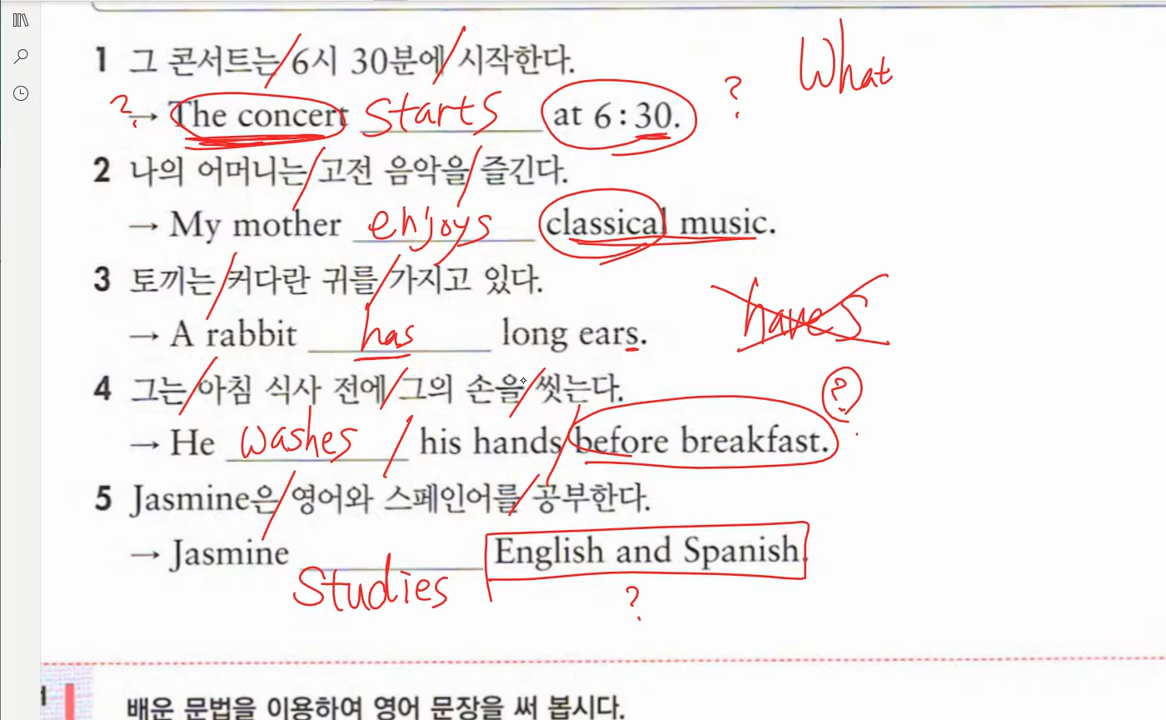 1 그 콘서트는/6시 30분에/시작한다. What
? → The concert starts at 6:30. ?
2 나의 어머니는/고전 음악을/즐긴다.
→ My mother enjoys classical music.
3 토끼는/커다란 귀를/가지고 있다.
→ A rabbit has long ears. haves
4 그는/아침 식사 전에/그의 손을/씻는다. ?
→ He washes / his hands/before breakfast.
5 Jasmine은/영어와 스페인어를/공부한다.
→ Jasmine studies English and Spanish.
?
배운 문법을 이용하여 영어 문장을 써 봅시다.